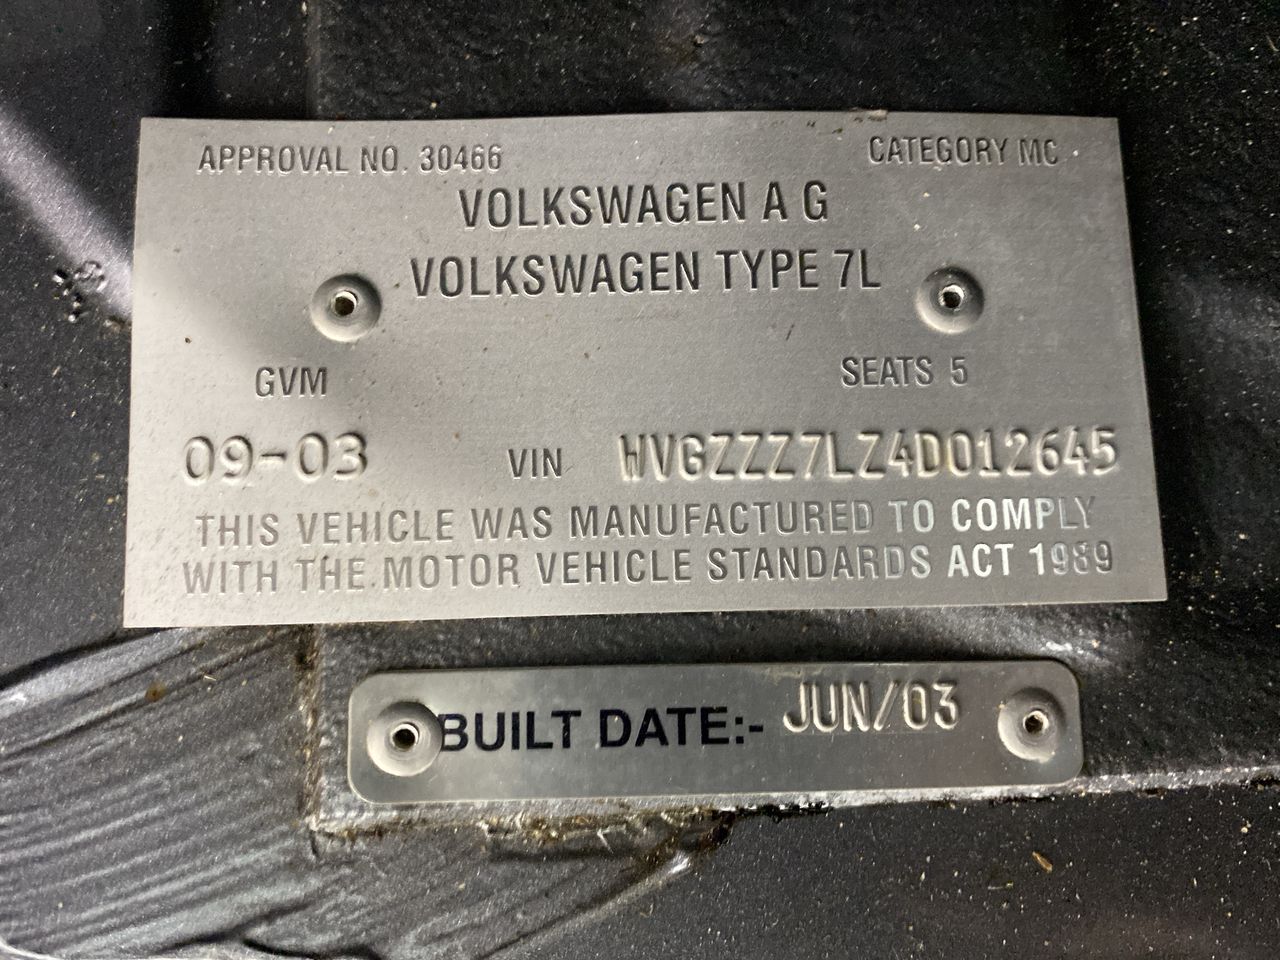 APPROVAL NO. 30466 CATEGORY MC
VOLKSWAGEN A G
VOLKSWAGEN TYPE 7L
GVM SEATS 5
09-03 VIN WVGZZZ7LZ4D012645
THIS VEHICLE WAS MANUFACTURED TO COMPLY
WITH THE MOTOR VEHICLE STANDARDS ACT 1989
BUILT DATE:- JUN/03